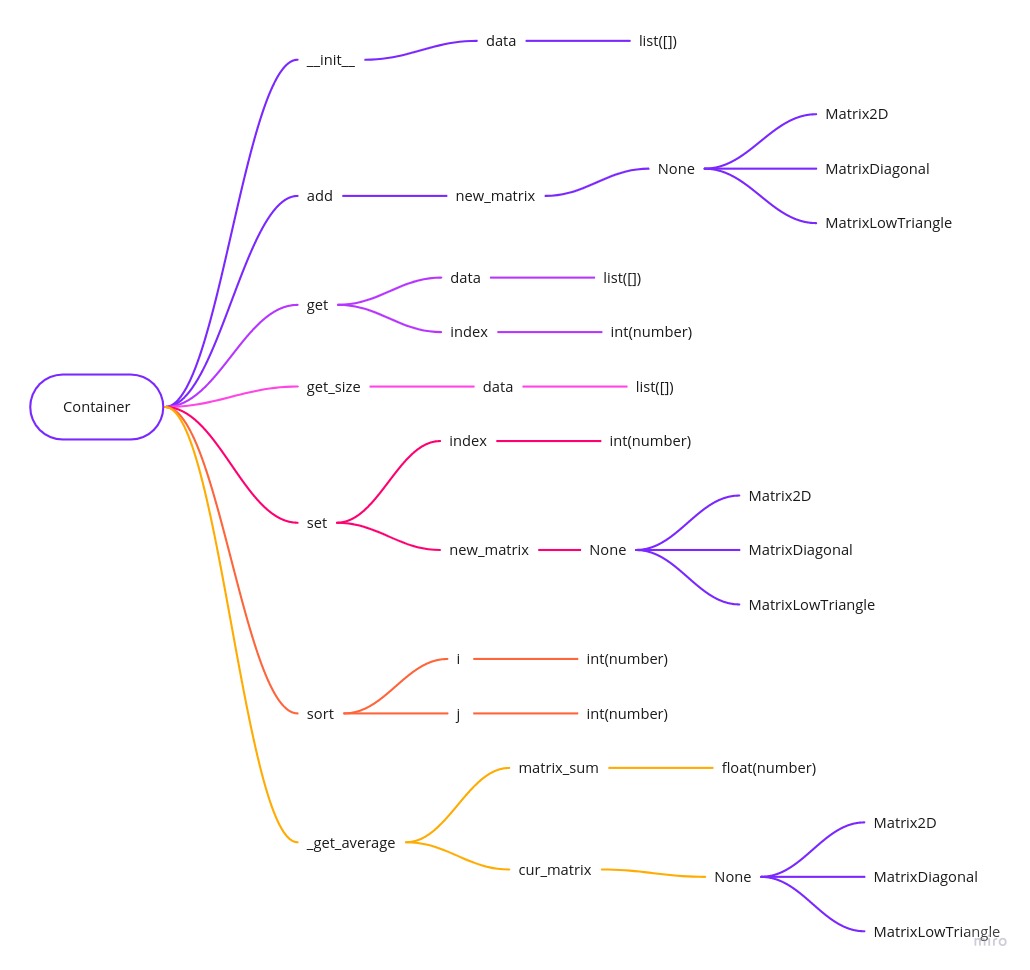 Container
__init__
data
list([])
add
new_matrix
None
Matrix2D
MatrixDiagonal
MatrixLowTriangle
get
data
list([])
index
int(number)
get_size
data
list([])
set
index
int(number)
new_matrix
None
Matrix2D
MatrixDiagonal
MatrixLowTriangle
sort
i
int(number)
j
int(number)
_get_average
matrix_sum
float(number)
cur_matrix
None
Matrix2D
MatrixDiagonal
MatrixLowTriangle
miro